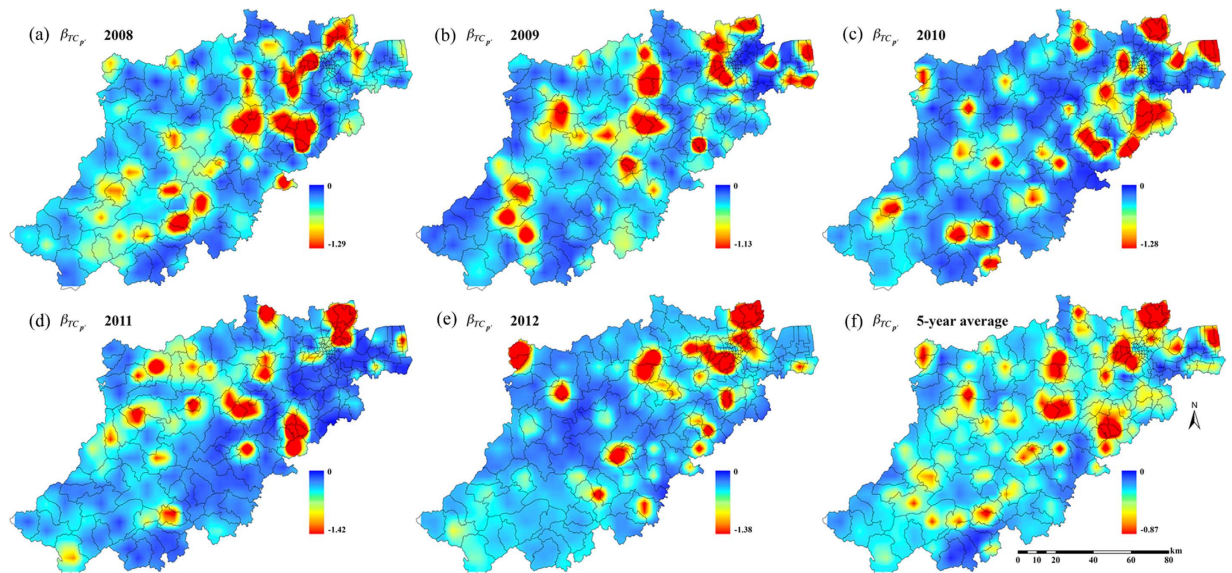 (a) β_TC_p' 2008
0
-1.29
(b) β_TC_p' 2009
0
-1.13
(c) β_TC_p' 2010
0
-1.28
(d) β_TC_p' 2011
0
-1.42
(e) β_TC_p' 2012
0
-1.38
(f) β_TC_p' 5-year average
N
0
-0.87
km
0 5 10 20 40 60 80